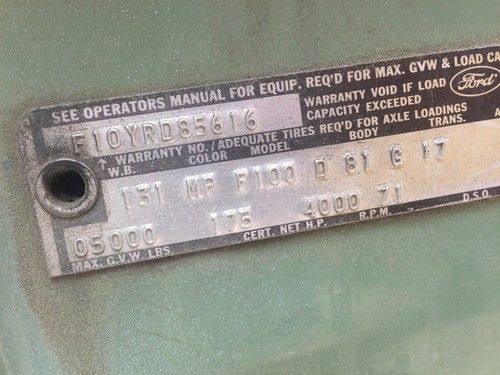 SEE OPERATORS MANUAL FOR EQUIP. REQ'D FOR MAX. GVW & LOAD CA
WARRANTY VOID IF LOAD
CAPACITY EXCEEDED
Ford
F10YRD85616
WARRANTY NO./ADEQUATE TIRES REQ'D FOR AXLE LOADINGS
W.B. COLOR MODEL BODY TRANS. A
131 MP F100 D 81 G 17
05000 175 4000 71
MAX. G.V.W. LBS. CERT. NET H.P. R.P.M. D.S.O.